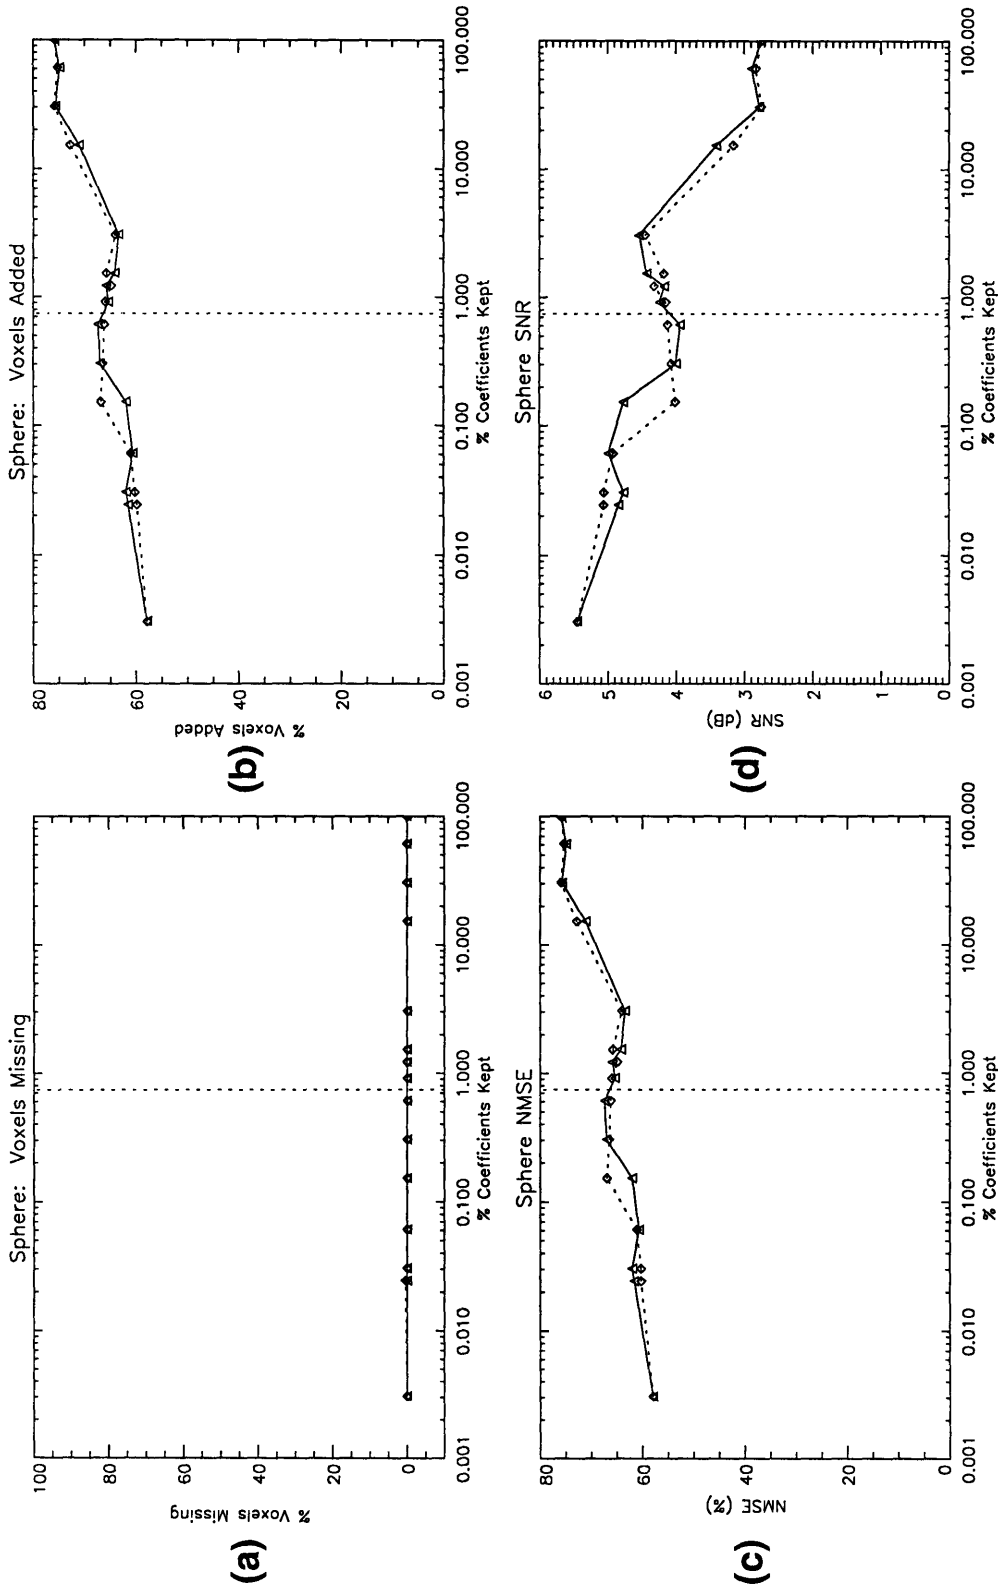 Sphere: Voxels Missing
(a)
% Voxels Missing
100
80
60
40
20
0
0.001
0.010
0.100
1.000
10.000
100.000
% Coefficients Kept
Sphere: Voxels Added
(b)
% Voxels Added
80
60
40
20
0
0.001
0.010
0.100
1.000
10.000
100.000
% Coefficients Kept
Sphere NMSE
(c)
NMSE (%)
80
60
40
20
0
0.001
0.010
0.100
1.000
10.000
100.000
% Coefficients Kept
Sphere SNR
(d)
SNR (dB)
6
5
4
3
2
1
0
0.001
0.010
0.100
1.000
10.000
100.000
% Coefficients Kept